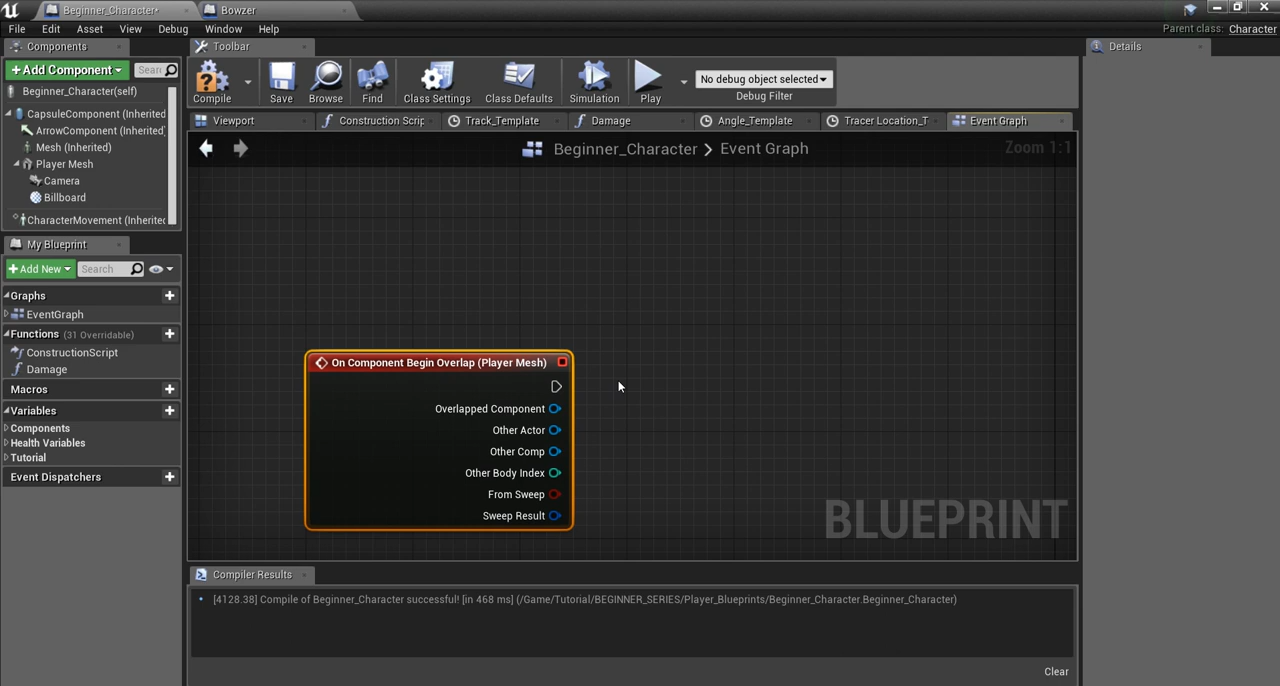 Beginner_Character*
Bowzer
File Edit Asset View Debug Window Help
Parent class: Character
Components
Toolbar
Details
+Add Component
Sear
Beginner_Character(self)
CapsuleComponent (Inherited
ArrowComponent (Inherited)
Mesh (Inherited)
Player Mesh
Camera
Billboard
CharacterMovement (Inherited
Compile
Save
Browse
Find
Class Settings
Class Defaults
Simulation
Play
No debug object selected
Debug Filter
Viewport
Construction Scrip
Track_Template
Damage
Angle_Template
Tracer Location_T
Event Graph
Beginner_Character > Event Graph
Zoom 1:1
My Blueprint
+Add New
Search
Graphs
EventGraph
Functions (31 Overridable)
ConstructionScript
Damage
Macros
Variables
Components
Health Variables
Tutorial
Event Dispatchers
On Component Begin Overlap (Player Mesh)
Overlapped Component
Other Actor
Other Comp
Other Body Index
From Sweep
Sweep Result
BLUEPRINT
Compiler Results
• [4128.38] Compile of Beginner_Character successful! [in 468 ms] (/Game/Tutorial/BEGINNER_SERIES/Player_Blueprints/Beginner_Character.Beginner_Character)
Clear